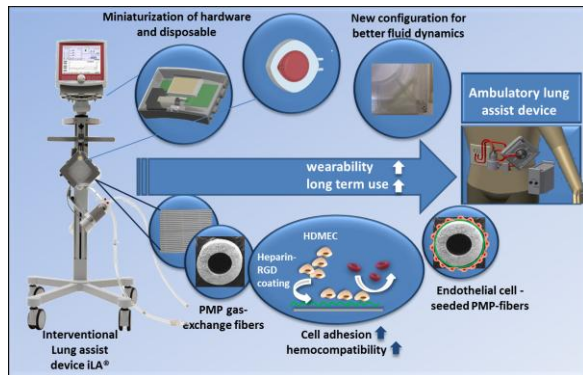 Miniaturization of hardware
and disposable
New configuration for
better fluid dynamics
Ambulatory lung
assist device
wearability
long term use
HDMEC
Heparin-
RGD
coating
PMP gas-
exchange fibers
Cell adhesion
hemocompatibility
Endothelial cell -
seeded PMP-fibers
Interventional
Lung assist
device iLA®